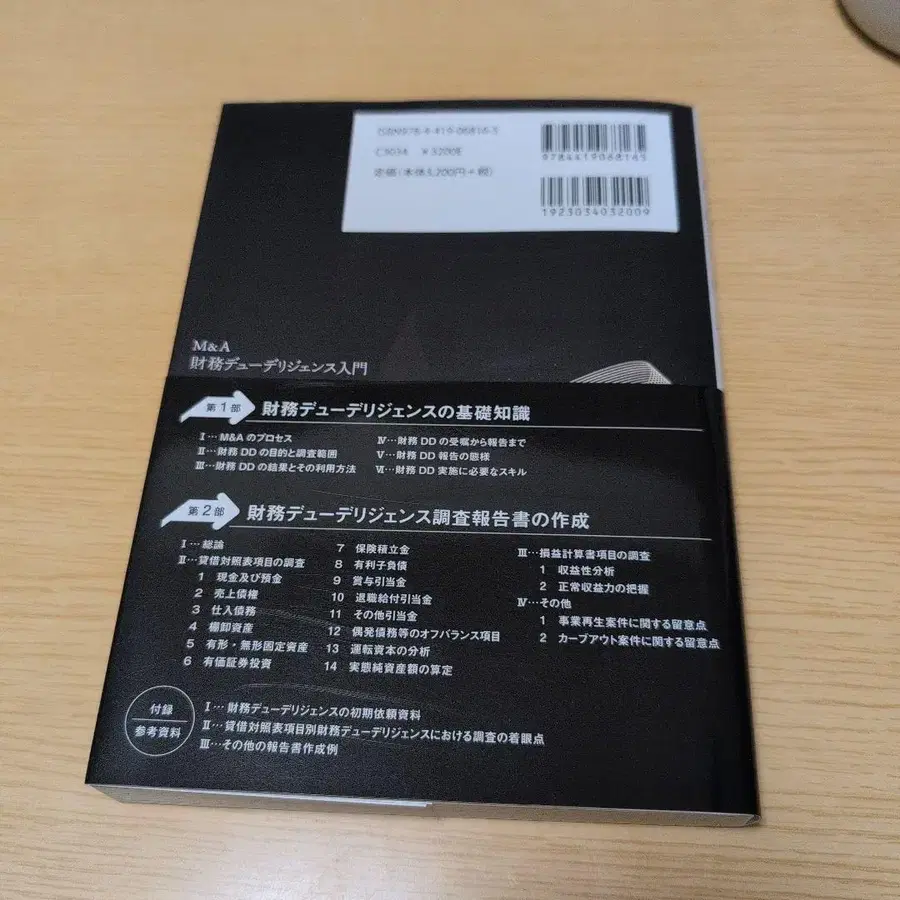 ISBN978-4-419-06816-5
C3034 ¥3200E
定価(本体3,200円+税)
9784419068165
1923034032009
M&A
財務デューデリジェンス入門
第1部 財務デューデリジェンスの基礎知識
Ⅰ…M&Aのプロセス
Ⅱ…財務DDの目的と調査範囲
Ⅲ…財務DDの結果とその利用方法
Ⅳ…財務DDの受嘱から報告まで
Ⅴ…財務DD報告の態様
Ⅵ…財務DD実施に必要なスキル
第2部 財務デューデリジェンス調査報告書の作成
Ⅰ…総論
Ⅱ…貸借対照表項目の調査
1 現金及び預金
2 売上債権
3 仕入債務
4 棚卸資産
5 有形・無形固定資産
6 有価証券投資
7 保険積立金
8 有利子負債
9 賞与引当金
10 退職給付引当金
11 その他引当金
12 偶発債務等のオフバランス項目
13 運転資本の分析
14 実態純資産額の算定
Ⅲ…損益計算書項目の調査
1 収益性分析
2 正常収益力の把握
Ⅳ…その他
1 事業再生案件に関する留意点
2 カーブアウト案件に関する留意点
付録
参考資料
Ⅰ…財務デューデリジェンスの初期依頼資料
Ⅱ…貸借対照表項目別財務デューデリジェンスにおける調査の着眼点
Ⅲ…その他の報告書作成例